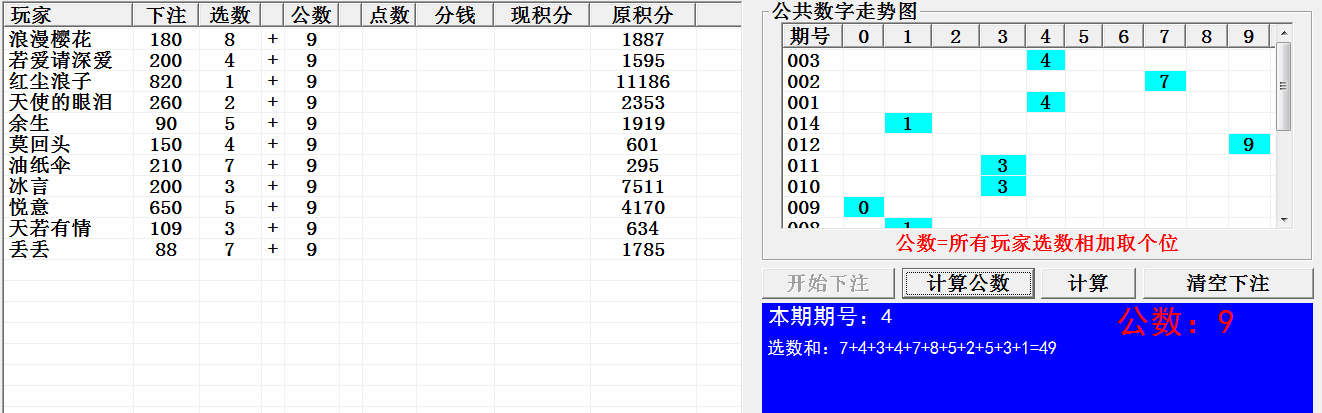 玩家 下注 选数 公数 点数 分钱 现积分 原积分
浪漫樱花 180 8 + 9 1887
若爱请深爱 200 4 + 9 1595
红尘浪子 820 1 + 9 11186
天使的眼泪 260 2 + 9 2353
余生 90 5 + 9 1919
莫回头 150 4 + 9 601
油纸伞 210 7 + 9 295
冰言 200 3 + 9 7511
悦意 650 5 + 9 4170
天若有情 109 3 + 9 634
丢丢 88 7 + 9 1785
公共数字走势图
期号 0 1 2 3 4 5 6 7 8 9
003 4
002 7
001 4
014 1
012 9
011 3
010 3
009 0
008 1
公数=所有玩家选数相加取个位
开始下注 计算公数 计算 清空下注
本期期号：4 公数：9
选数和：7+4+3+4+7+8+5+2+5+3+1=49